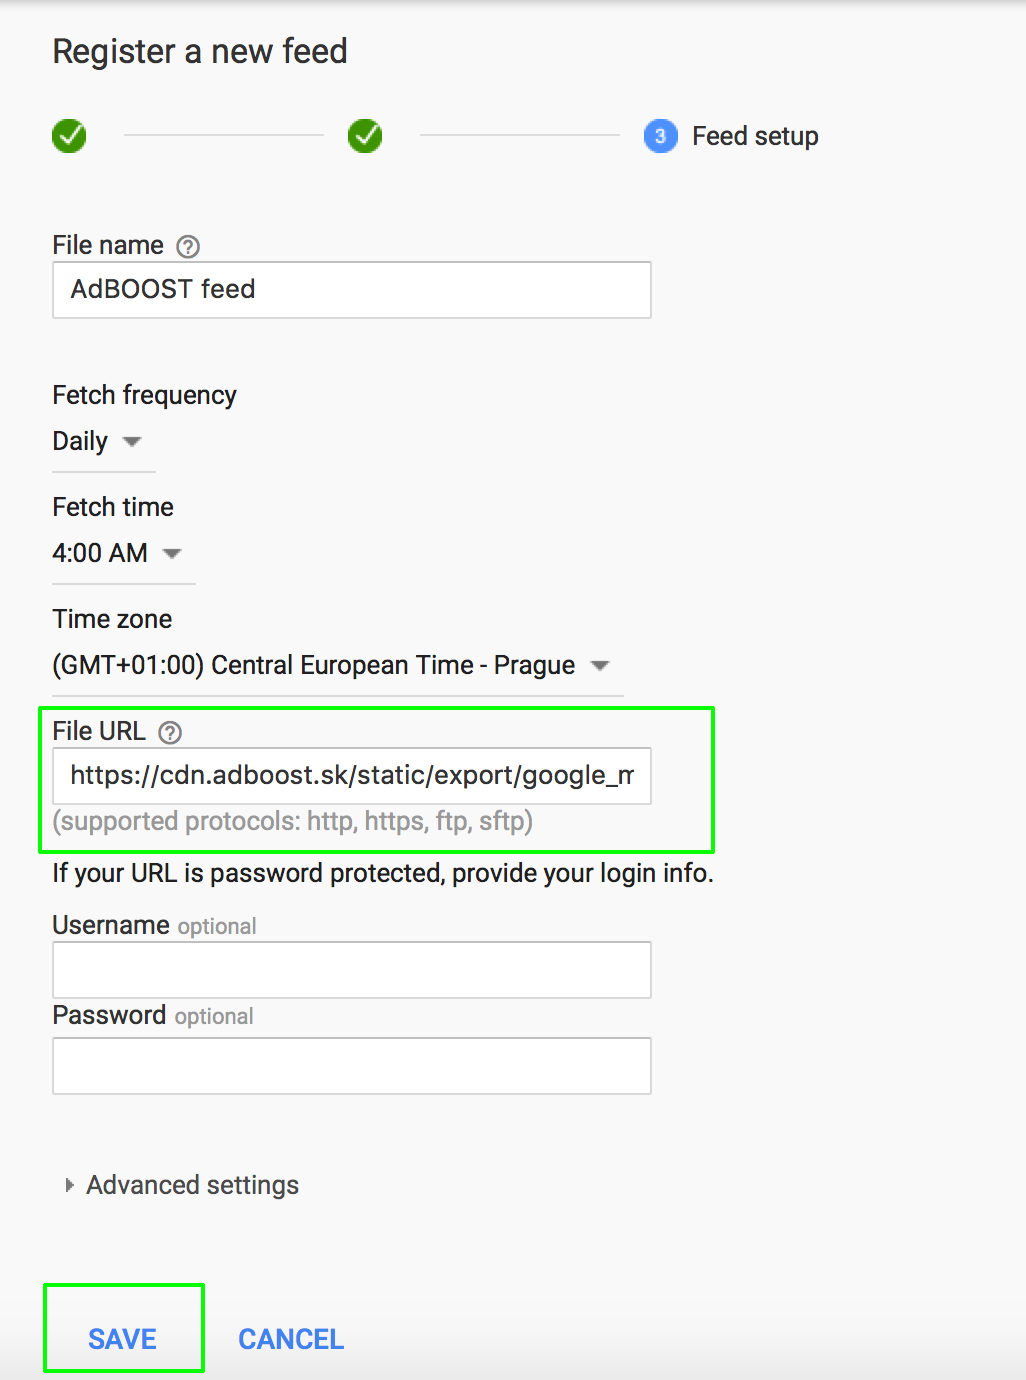 Register a new feed
3 Feed setup
File name ?
AdBOOST feed
Fetch frequency
Daily
Fetch time
4:00 AM
Time zone
(GMT+01:00) Central European Time - Prague
File URL ?
https://cdn.adboost.sk/static/export/google_m
(supported protocols: http, https, ftp, sftp)
If your URL is password protected, provide your login info.
Username optional
Password optional
Advanced settings
SAVE CANCEL